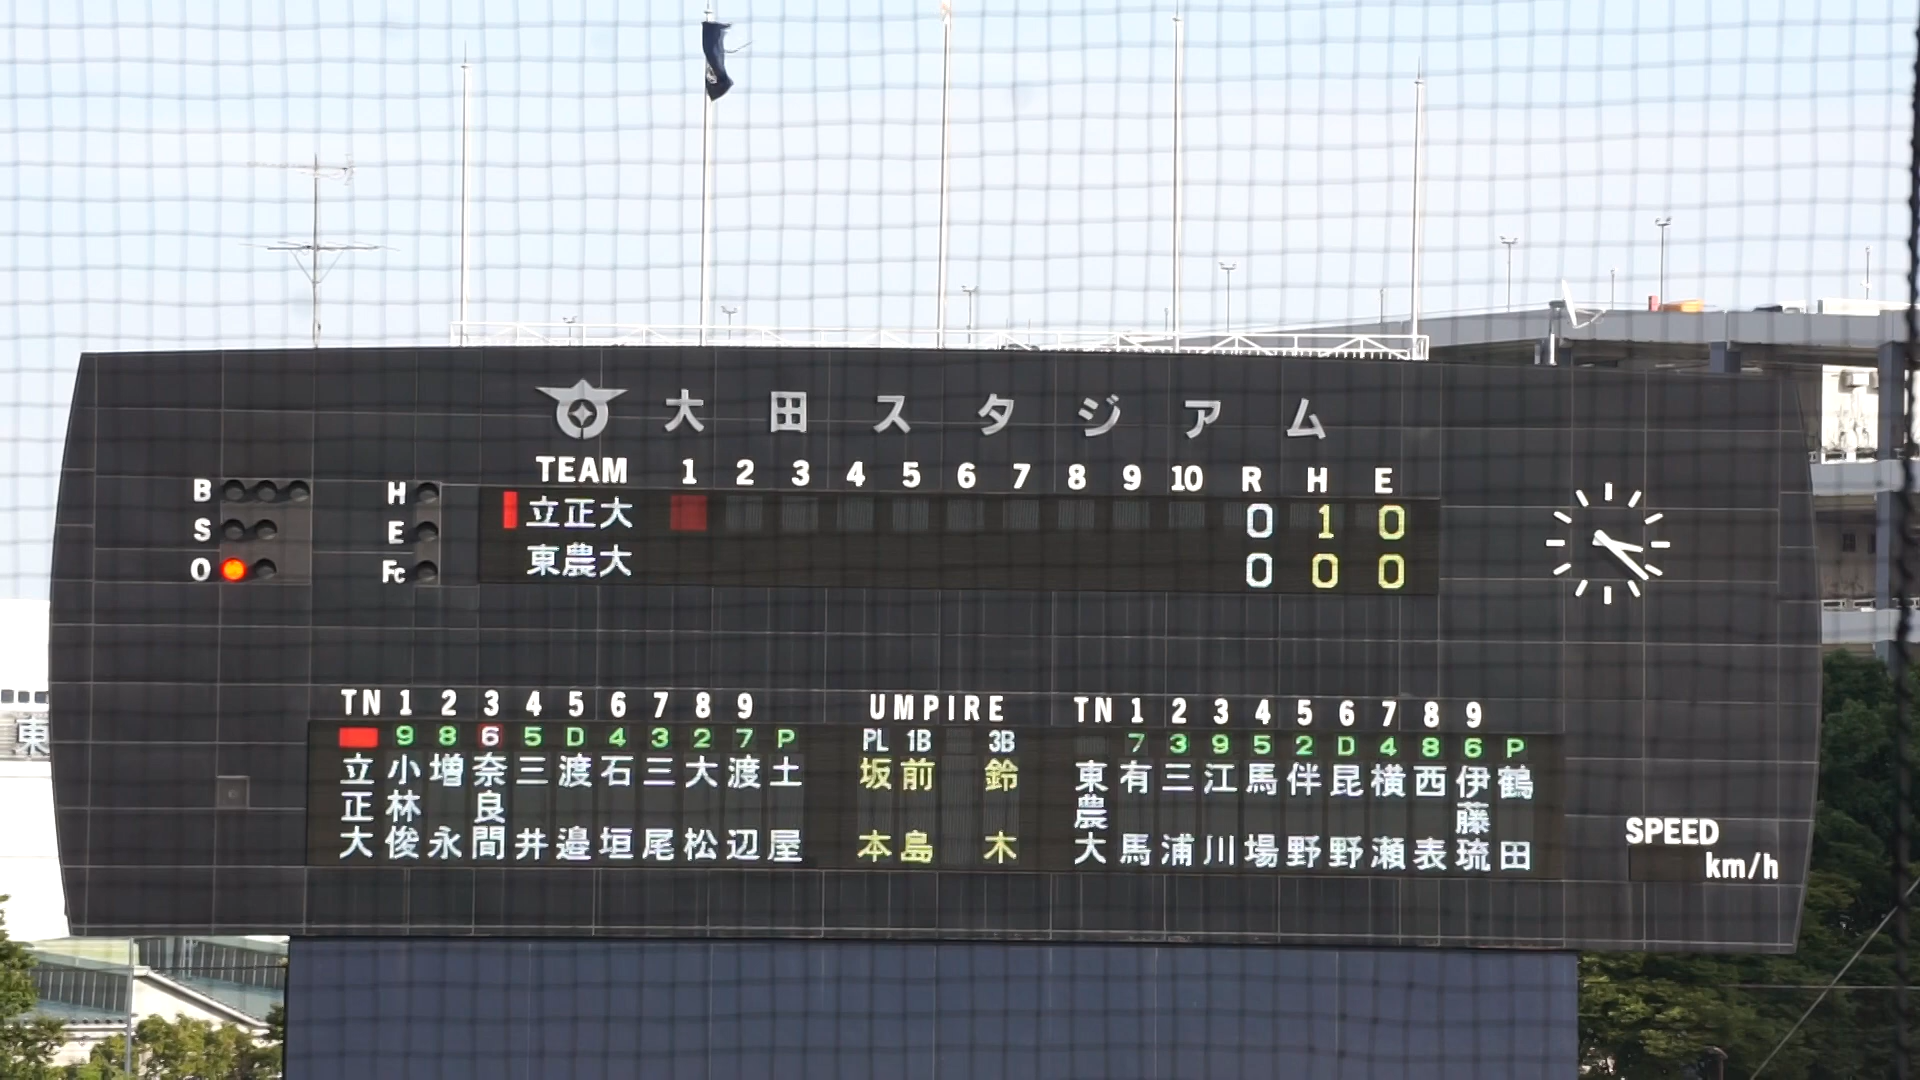 大田スタジアム
TEAM 1 2 3 4 5 6 7 8 9 10 R H E
B H
立正大 0 1 0
S E
東農大 0 0 0
O Fc
TN 1 2 3 4 5 6 7 8 9
9 8 6 5 D 4 3 2 7 P
立正大 小林俊 増永 奈良間 三井 渡邉 石垣 三尾 大松 渡辺 土屋
UMPIRE
PL 1B 3B
坂本 前島 鈴木
TN 1 2 3 4 5 6 7 8 9
7 3 9 5 2 D 4 8 6 P
東農大 有馬 三浦 江川 馬場 伴野 昆野 横瀬 西表 伊藤琉 鶴田
SPEED
km/h
東